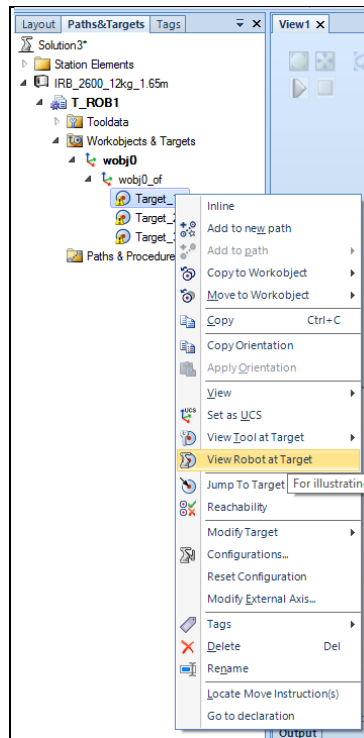 Layout Paths&Targets Tags
View1
Solution3*
Station Elements
IRB_2600_12kg_1.65m
T_ROB1
Tooldata
Workobjects & Targets
wobj0
wobj0_of
Target_
Target_
Target_
Paths & Procedure
Inline
Add to new path
Add to path
Copy to Workobject
Move to Workobject
Copy Ctrl+C
Copy Orientation
Apply Orientation
View
Set as UCS
View Tool at Target
View Robot at Target
Jump To Target For illustratin
Reachability
Modify Target
Configurations...
Reset Configuration
Modify External Axis...
Tags
Delete Del
Rename
Locate Move Instruction(s)
Go to declaration
Output